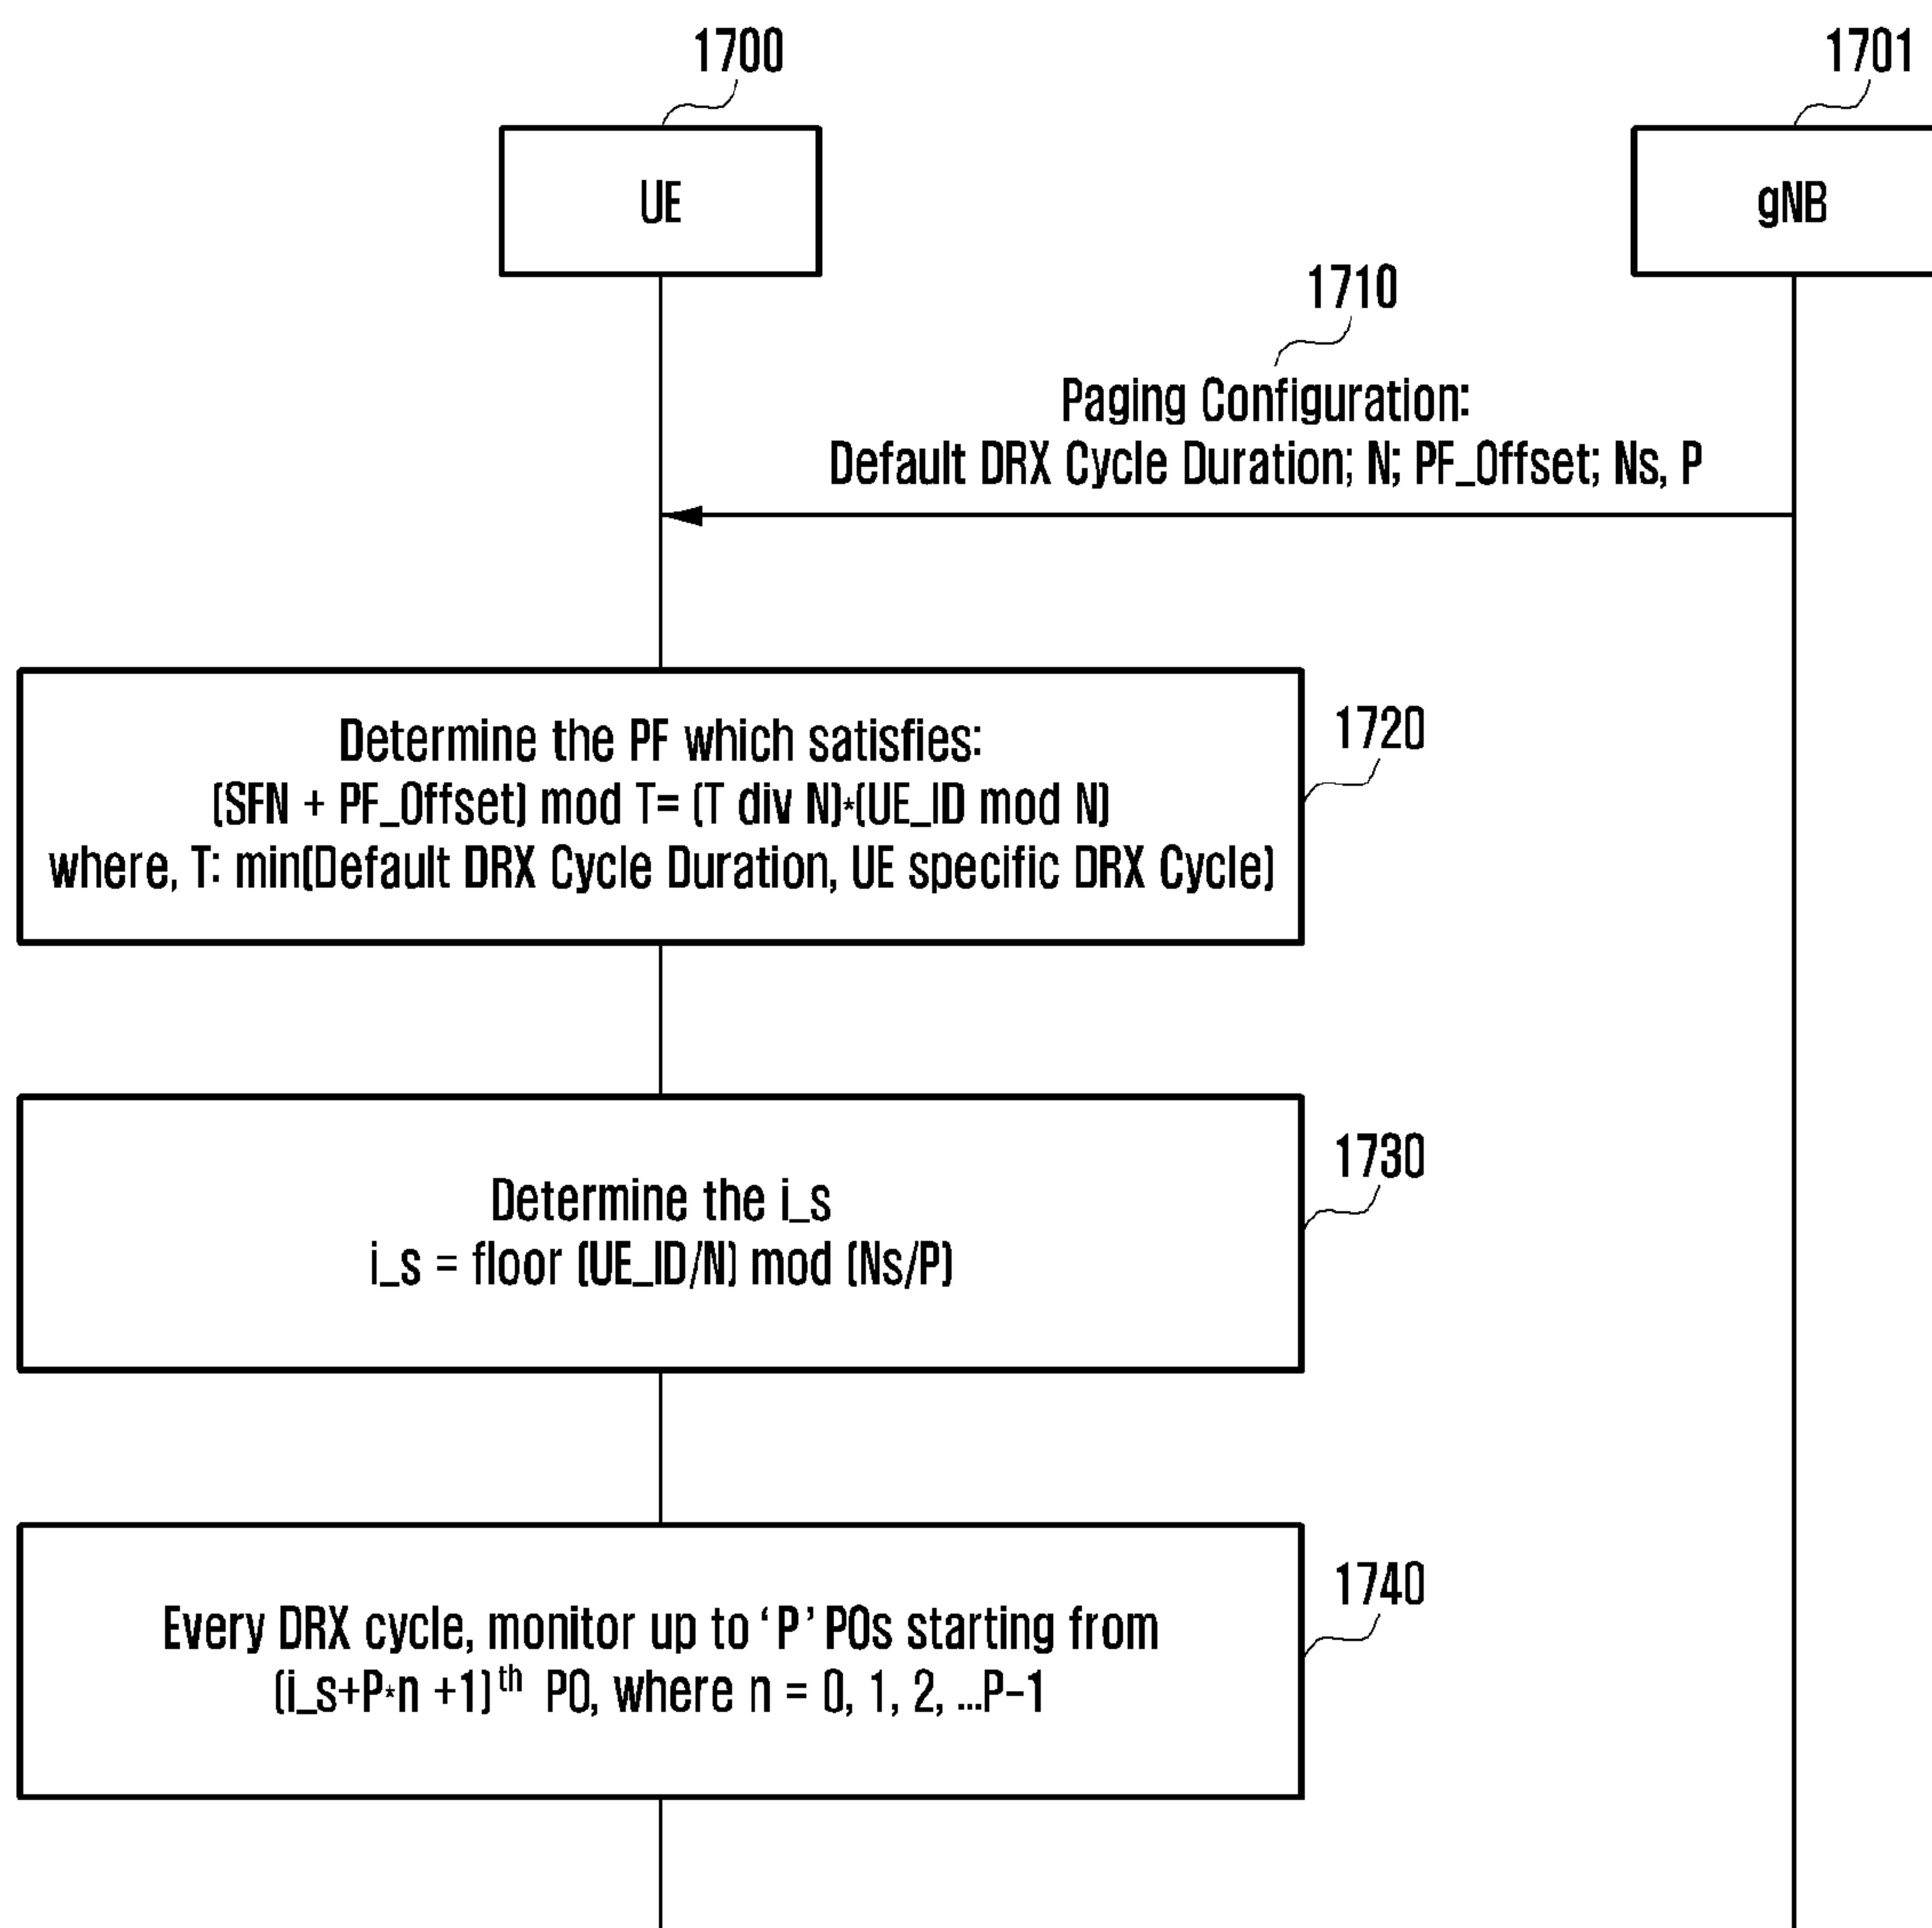 1700
1701
UE
gNB
1710
Paging Configuration:
Default DRX Cycle Duration; N; PF_Offset; Ns, P
Determine the PF which satisfies:
(SFN + PF_Offset) mod T= (T div N)*(UE_ID mod N)
where, T: min(Default DRX Cycle Duration, UE specific DRX Cycle)
1720
Determine the i_s
i_s = floor (UE_ID/N) mod (Ns/P)
1730
Every DRX cycle, monitor up to ‘P’ POs starting from
(i_s+P*n +1)th PO, where n = 0, 1, 2, ...P-1
1740